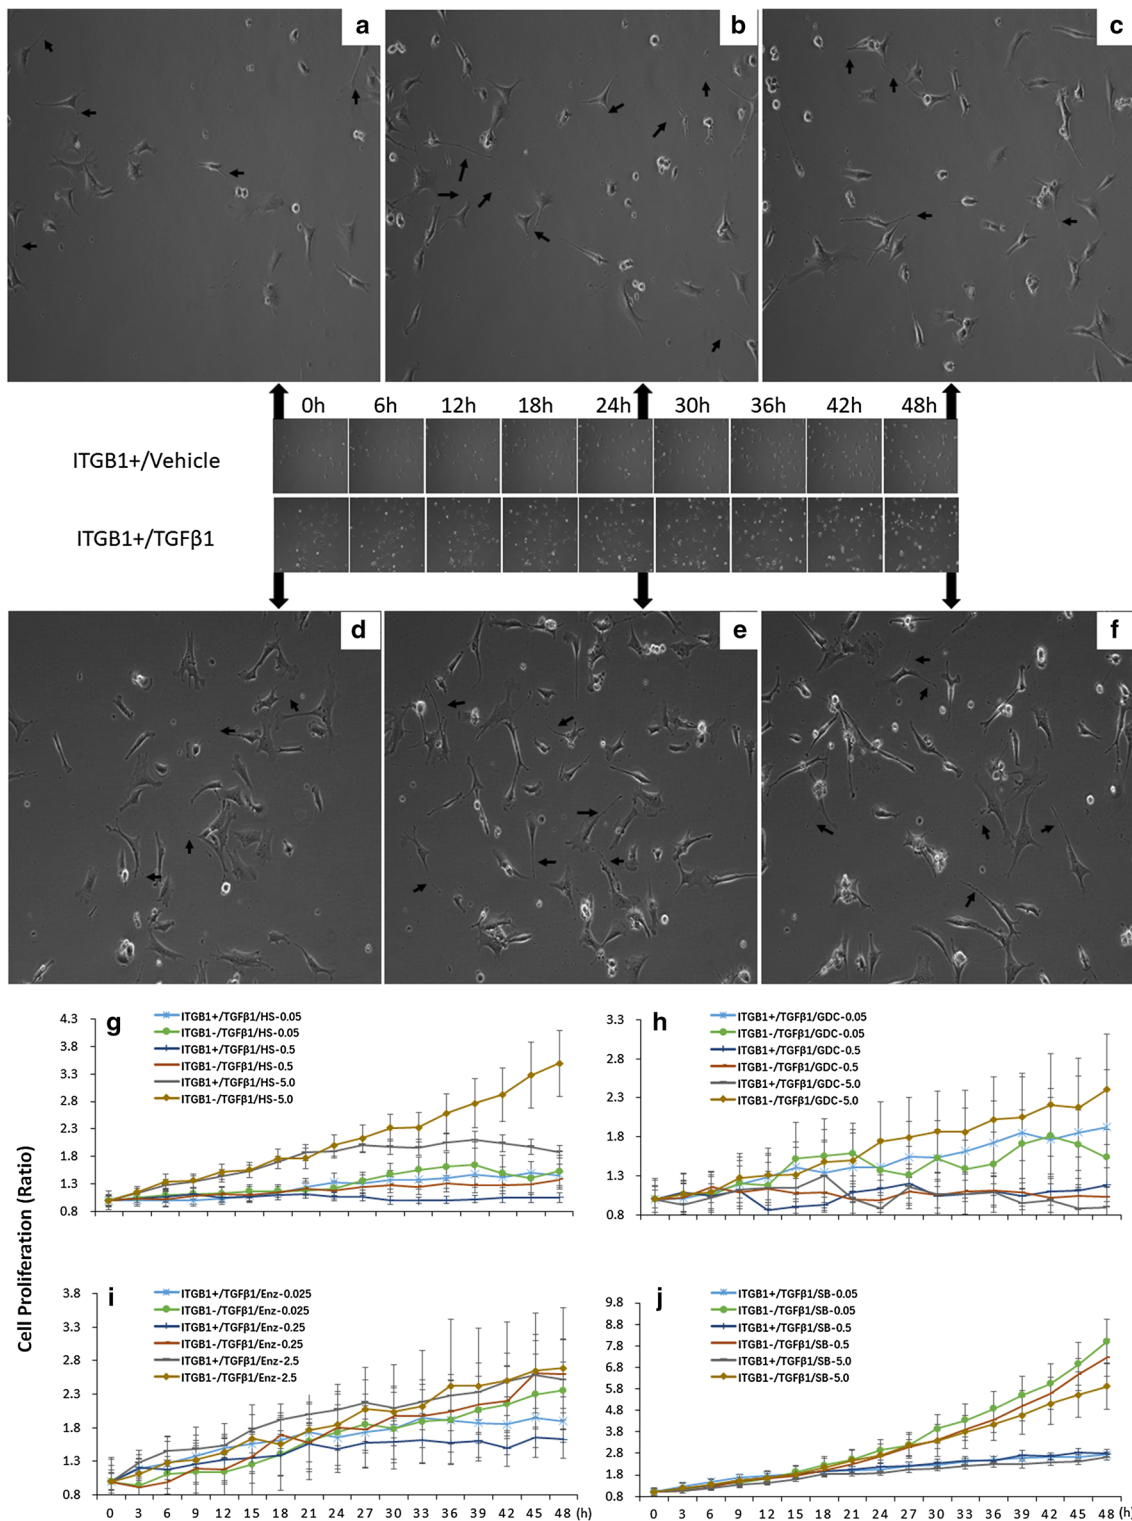 a
b
c
0h 6h 12h 18h 24h 30h 36h 42h 48h
ITGB1+/Vehicle
ITGB1+/TGFβ1
d
e
f
Cell Proliferation (Ratio)
g
ITGB1+/TGFβ1/HS-0.05
ITGB1-/TGFβ1/HS-0.05
ITGB1+/TGFβ1/HS-0.5
ITGB1-/TGFβ1/HS-0.5
ITGB1+/TGFβ1/HS-5.0
ITGB1-/TGFβ1/HS-5.0
4.3
3.8
3.3
2.8
2.3
1.8
1.3
0.8
h
ITGB1+/TGFβ1/GDC-0.05
ITGB1-/TGFβ1/GDC-0.05
ITGB1+/TGFβ1/GDC-0.5
ITGB1-/TGFβ1/GDC-0.5
ITGB1+/TGFβ1/GDC-5.0
ITGB1-/TGFβ1/GDC-5.0
3.3
2.8
2.3
1.8
1.3
0.8
i
ITGB1+/TGFβ1/Enz-0.025
ITGB1-/TGFβ1/Enz-0.025
ITGB1+/TGFβ1/Enz-0.25
ITGB1-/TGFβ1/Enz-0.25
ITGB1+/TGFβ1/Enz-2.5
ITGB1-/TGFβ1/Enz-2.5
3.8
3.3
2.8
2.3
1.8
1.3
0.8
0 3 6 9 12 15 18 21 24 27 30 33 36 39 42 45 48 (h)
j
ITGB1+/TGFβ1/SB-0.05
ITGB1-/TGFβ1/SB-0.05
ITGB1+/TGFβ1/SB-0.5
ITGB1-/TGFβ1/SB-0.5
ITGB1+/TGFβ1/SB-5.0
ITGB1-/TGFβ1/SB-5.0
9.8
8.8
7.8
6.8
5.8
4.8
3.8
2.8
1.8
0.8
0 3 6 9 12 15 18 21 24 27 30 33 36 39 42 45 48 (h)